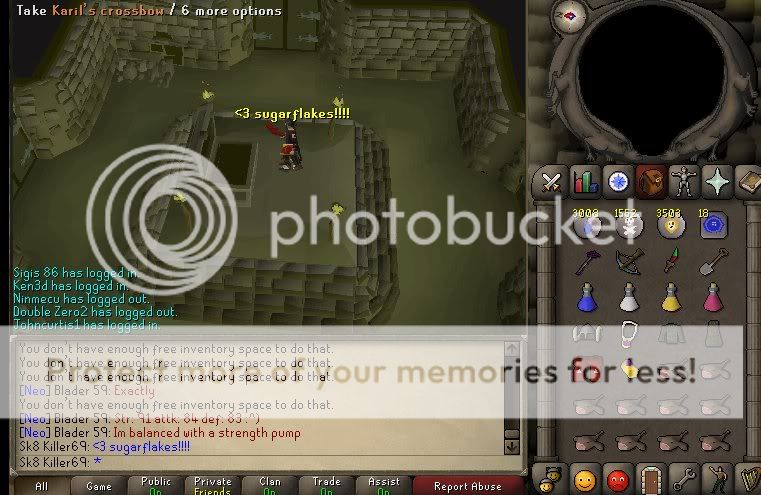 Take Karil's crossbow / 6 more options
<3 sugarflakes!!!!
photobucket
3008 1552 3503 18
Sigis 86 has logged in.
Ken3d has logged in.
Ninmecu has logged out.
Double Zero2 has logged out.
Johncurtis1 has logged in.
You don't have enough free inventory space to do that.
You don't have enough free inventory space to do that.
You don't have enough free inventory space to do that.
Protect more of your memories for less!
[Neo] Blader 59: Exactly
You don't have enough free inventory space to do that.
[Neo] Blader 59: Str: 91 attk: 84 def: 83 :^)
[Neo] Blader 59: Im balanced with a strength pump
Sk8 Killer69: <3 sugarflakes!!!!
Sk8 Killer69: *
All
Game
Public
On
Private
Friends
Clan
On
Trade
On
Assist
On
Report Abuse